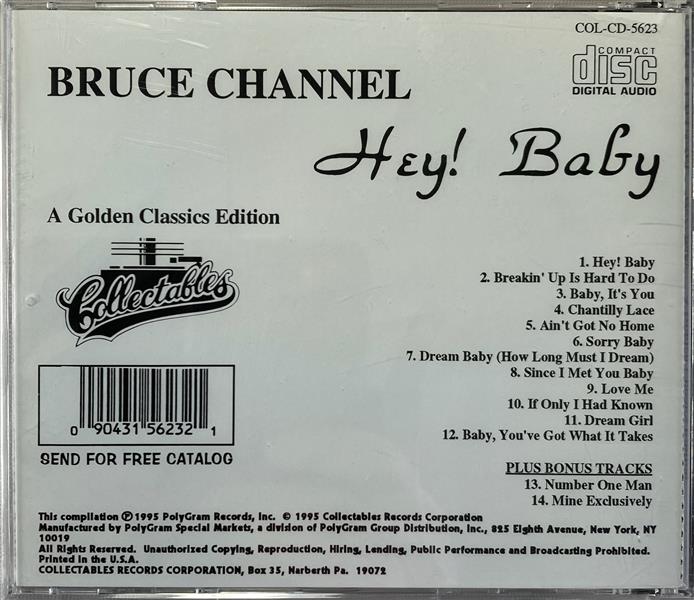 COL-CD-5623
COMPACT
disc
DIGITAL AUDIO
BRUCE CHANNEL
Hey! Baby
A Golden Classics Edition
Collectables
1. Hey! Baby
2. Breakin' Up Is Hard To Do
3. Baby, It's You
4. Chantilly Lace
5. Ain't Got No Home
6. Sorry Baby
7. Dream Baby (How Long Must I Dream)
8. Since I Met You Baby
9. Love Me
10. If Only I Had Known
11. Dream Girl
12. Baby, You've Got What It Takes
PLUS BONUS TRACKS
13. Number One Man
14. Mine Exclusively
0 90431 56232 1
SEND FOR FREE CATALOG
This compilation Ⓟ 1995 PolyGram Records, Inc. © 1995 Collectables Records Corporation
Manufactured by PolyGram Special Markets, a division of PolyGram Group Distribution, Inc., 825 Eighth Avenue, New York, NY
10019
All Rights Reserved. Unauthorized Copying, Reproduction, Hiring, Lending, Public Performance and Broadcasting Prohibited.
Printed in the U.S.A.
COLLECTABLES RECORDS CORPORATION, Box 35, Narberth Pa. 19072